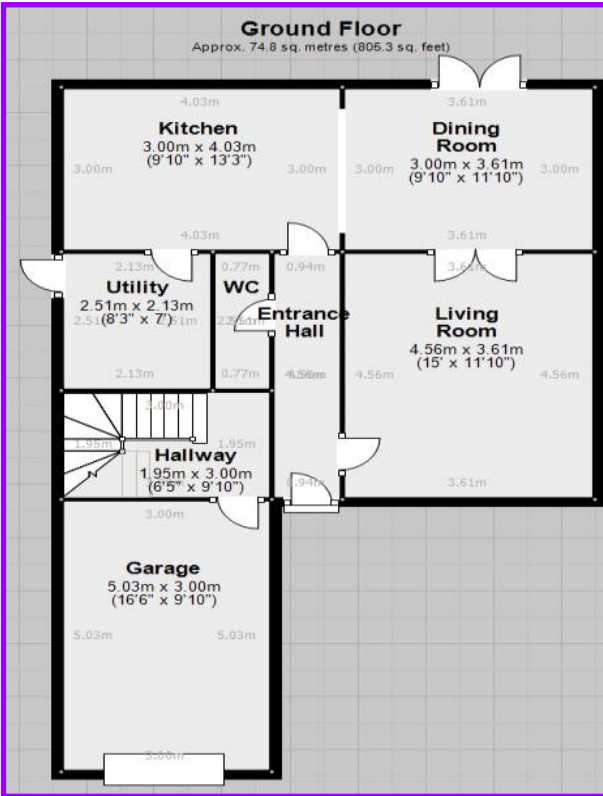 Ground Floor
Approx. 74.8 sq. metres (805.3 sq. feet)
4.03m
3.61m
Kitchen
3.00m x 4.03m
(9'10" x 13'3")
Dining
Room
3.00m x 3.61m
(9'10" x 11'10")
3.00m
3.00m
3.00m
3.00m
4.03m
3.61m
2.13m
0.77m
0.94m
3.61m
Utility
2.51m x 2.13m
(8'3" x 7')
WC
Entrance
Hall
Living
Room
4.56m x 3.61m
(15' x 11'10")
2.13m
0.77m
4.56m
4.56m
3.00m
1.95m
1.95m
Hallway
1.95m x 3.00m
(6'5" x 9'10")
0.94m
3.61m
3.00m
Garage
5.03m x 3.00m
(16'6" x 9'10")
5.03m
5.03m
3.00m